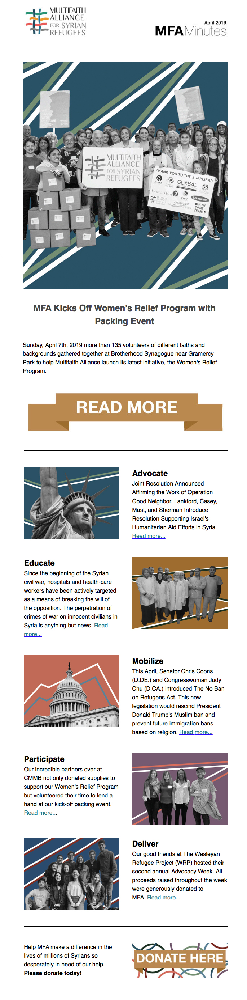 MULTIFAITH
ALLIANCE
FOR SYRIAN
REFUGEES
April 2019
MFAMinutes
MULTIFAITH
ALLIANCE
FOR SYRIAN
REFUGEES
THANK YOU TO THE SUPPLIERS
cmmb
ALL ONE!
GLOBAL
Heart to Heart
KIRK
Lansinoh
MULTIFAITH
ALLIANCE
SAVE THE
SYRIAN
CHILDREN
MFA Kicks Off Women’s Relief Program with
Packing Event
Sunday, April 7th, 2019 more than 135 volunteers of different faiths and
backgrounds gathered together at Brotherhood Synagogue near Gramercy
Park to help Multifaith Alliance launch its latest initiative, the Women's Relief
Program.
READ MORE
Advocate
Joint Resolution Announced
Affirming the Work of Operation
Good Neighbor. Lankford, Casey,
Mast, and Sherman Introduce
Resolution Supporting Israel’s
Humanitarian Aid Efforts in Syria.
Read more...
Educate
Since the beginning of the Syrian
civil war, hospitals and health-care
workers have been actively targeted
as a means of breaking the will of
the opposition. The perpetration of
crimes of war on innocent civilians in
Syria is anything but news. Read
more...
Mobilize
This April, Senator Chris Coons
(D.DE.) and Congresswoman Judy
Chu (D.CA.) introduced The No Ban
on Refugees Act. This new
legislation would rescind President
Donald Trump’s Muslim ban and
prevent future immigration bans
based on religion. Read more...
Participate
Our incredible partners over at
CMMB not only donated supplies to
support our Women's Relief Program
but volunteered their time to lend a
hand at our kick-off packing event.
Read more...
Deliver
Our good friends at The Wesleyan
Refugee Project (WRP) hosted their
second annual Advocacy Week. All
proceeds raised throughout the week
were generously donated to
MFA. Read more...
Help MFA make a difference in the
lives of millions of Syrians so
desperately in need of our help.
Please donate today!
DONATE HERE